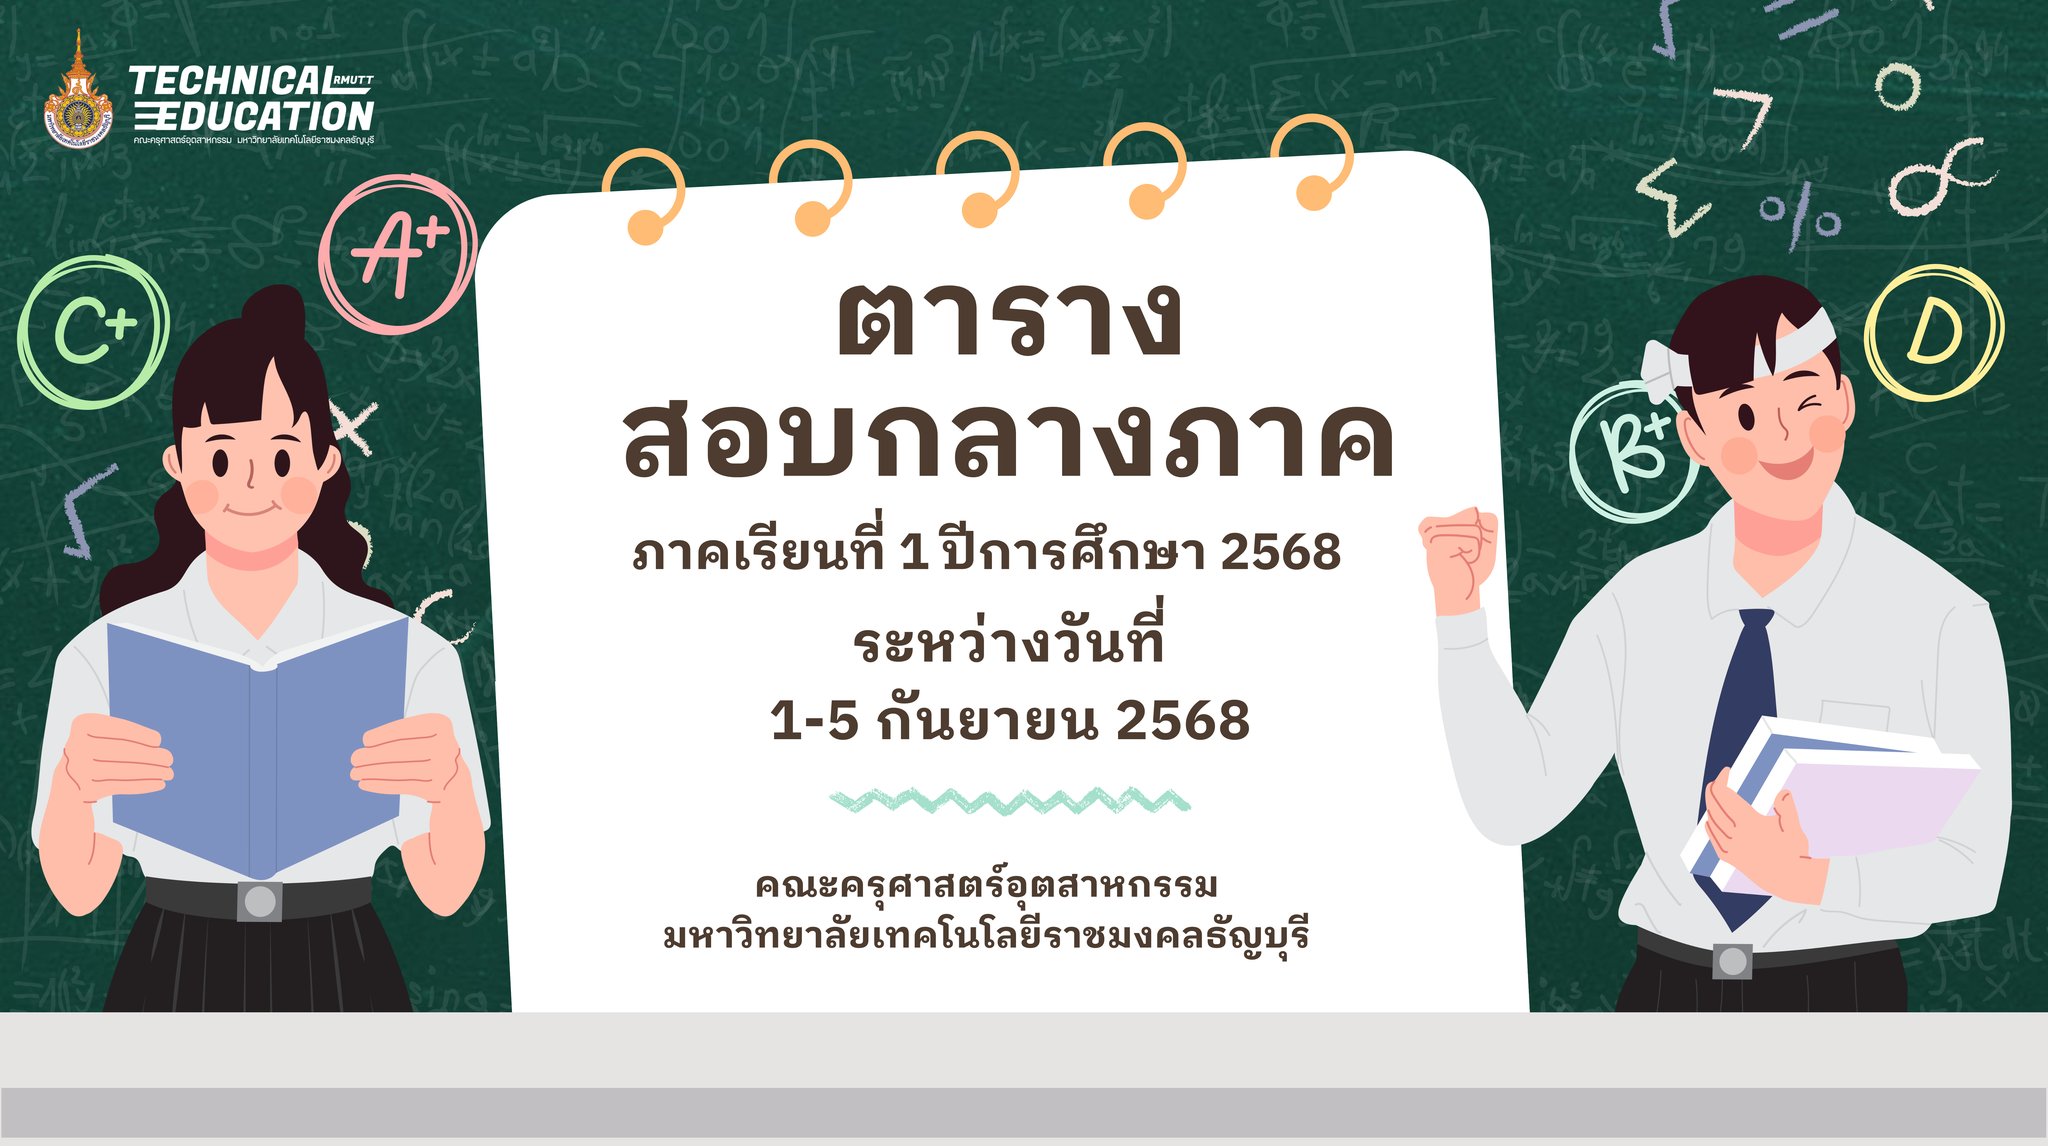 TECHNICAL RMUTT
EDUCATION
คณะครุศาสตร์อุตสาหกรรม มหาวิทยาลัยเทคโนโลยีราชมงคลธัญบุรี
A+
C+
ตาราง
สอบกลางภาค
ภาคเรียนที่ 1 ปีการศึกษา 2568
ระหว่างวันที่
1-5 กันยายน 2568
คณะครุศาสตร์อุตสาหกรรม
มหาวิทยาลัยเทคโนโลยีราชมงคลธัญบุรี
%
D
B+